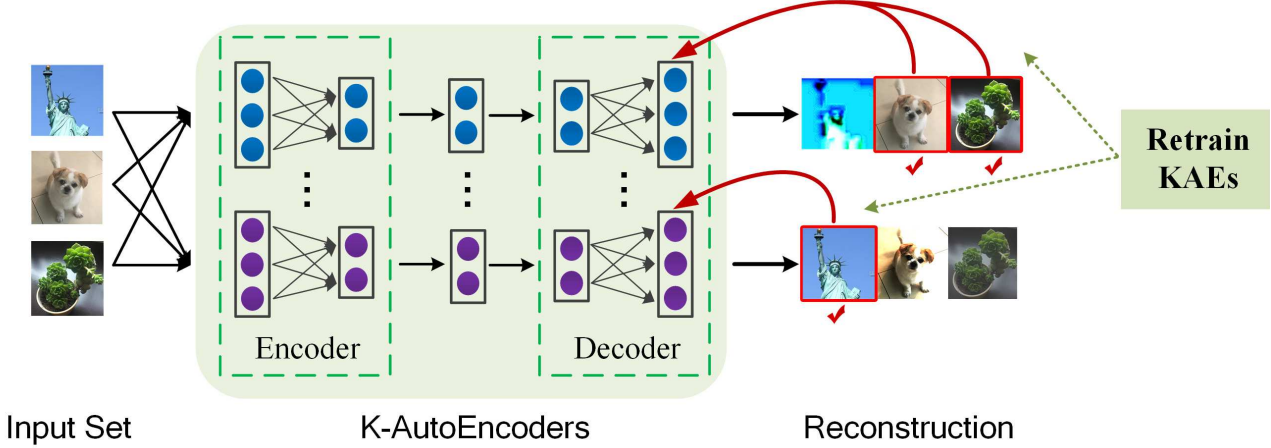 Retrain
KAEs
Encoder
Decoder
Input Set
K-AutoEncoders
Reconstruction